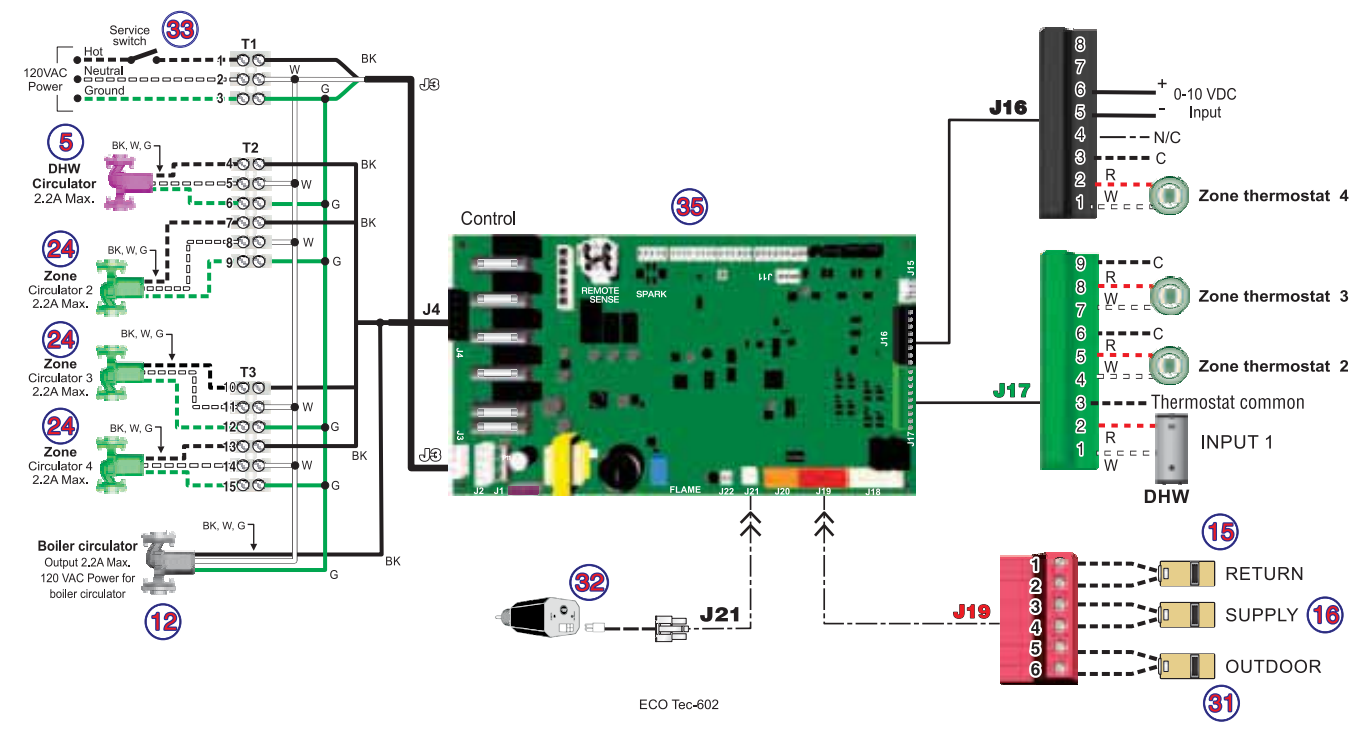 Service
switch
33
T1
Hot
1
BK
120VAC
Power
Neutral
2
W
Ground
3
G
J3
5
DHW
Circulator
2.2A Max.
BK, W, G
T2
4
BK
5
W
6
G
7
BK
24
Zone
Circulator 2
2.2A Max.
BK, W, G
8
W
9
G
24
Zone
Circulator 3
2.2A Max.
BK, W, G
T3
10
11
W
12
G
24
Zone
Circulator 4
2.2A Max.
BK, W, G
13
BK
14
W
15
G
Boiler circulator
Output 2.2A Max.
120 VAC Power for
boiler circulator
BK, W, G
BK
G
12
Control
35
J4
J3
REMOTE
SENSE
SPARK
J11
J15
J16
J17
J4
J3
J2
J1
FLAME
J22
J21
J20
J19
J18
32
J21
J19
J16
8
7
6
+
0-10 VDC
5
-
Input
4
N/C
3
C
2
R
1
W
Zone thermostat 4
J17
9
C
8
R
7
W
Zone thermostat 3
6
C
5
R
4
W
Zone thermostat 2
3
Thermostat common
2
R
1
W
INPUT 1
DHW
15
1
2
RETURN
3
4
SUPPLY
16
5
6
OUTDOOR
31
ECO Tec-602